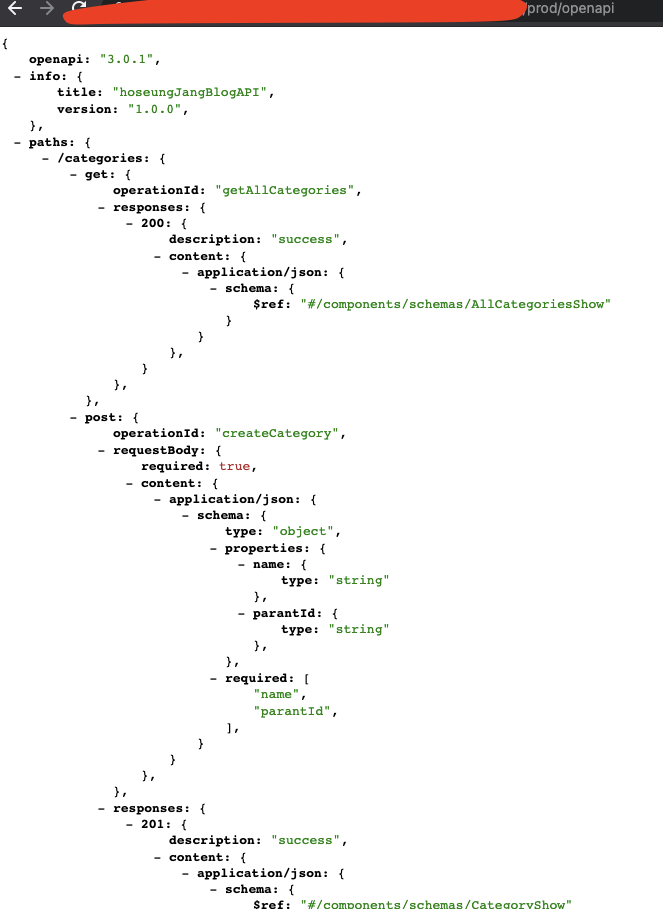 /prod/openapi
{
openapi: "3.0.1",
- info: {
title: "hoseungJangBlogAPI",
version: "1.0.0",
},
- paths: {
- /categories: {
- get: {
operationId: "getAllCategories",
- responses: {
- 200: {
description: "success",
- content: {
- application/json: {
- schema: {
$ref: "#/components/schemas/AllCategoriesShow"
}
}
},
}
},
},
- post: {
operationId: "createCategory",
- requestBody: {
required: true,
- content: {
- application/json: {
- schema: {
type: "object",
- properties: {
- name: {
type: "string"
},
- parantId: {
type: "string"
},
},
- required: [
"name",
"parantId",
],
}
}
},
},
- responses: {
- 201: {
description: "success",
- content: {
- application/json: {
- schema: {
$ref: "#/components/schemas/CategoryShow"